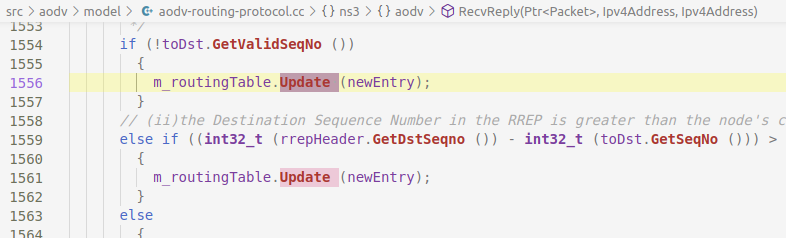 src > aodv > model > aodv-routing-protocol.cc > {} ns3 > {} aodv > RecvReply(Ptr<Packet>, Ipv4Address, Ipv4Address)
1553 */
1554 if (!toDst.GetValidSeqNo ())
1555 {
1556 m_routingTable.Update (newEntry);
1557 }
1558 // (ii)the Destination Sequence Number in the RREP is greater than the node's c
1559 else if ((int32_t (rrepHeader.GetDstSeqno ()) - int32_t (toDst.GetSeqNo ())) >
1560 {
1561 m_routingTable.Update (newEntry);
1562 }
1563 else
1564 {